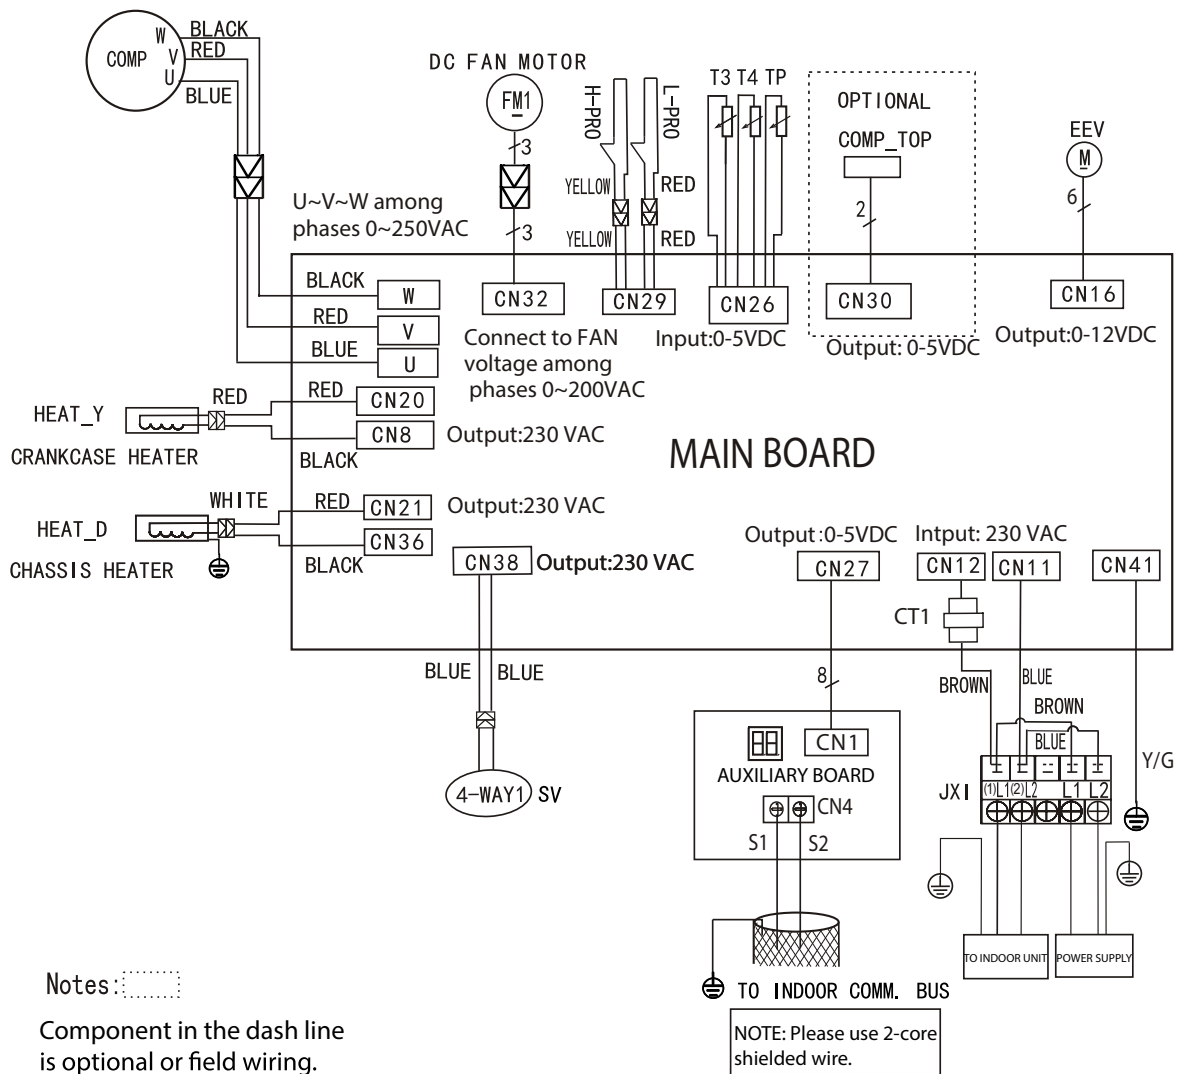 COMP
W
V
U
BLACK
RED
BLUE
DC FAN MOTOR
FM1
3
3
H-PRO
L-PRO
YELLOW
RED
YELLOW
RED
T3 T4 TP
OPTIONAL
COMP_TOP
2
EEV
M
6
U~V~W among
phases 0~250VAC
BLACK
W
RED
V
BLUE
U
CN32
CN29
CN26
CN30
CN16
Connect to FAN
voltage among
phases 0~200VAC
Input:0-5VDC
Output: 0-5VDC
Output:0-12VDC
HEAT_Y
RED
RED
CN20
CN8
Output:230 VAC
BLACK
CRANKCASE HEATER
MAIN BOARD
HEAT_D
WHITE
RED
CN21
Output:230 VAC
CN36
BLACK
CHASSIS HEATER
CN38
Output:230 VAC
Output:0-5VDC
Intput: 230 VAC
CN27
CN12
CN11
CN41
CT1
BLUE
BLUE
8
BROWN
BLUE
BROWN
BLUE
Y/G
4-WAY1
SV
CN1
AUXILIARY BOARD
CN4
S1
S2
JX1
(1)L1(2)L2
L1 L2
TO INDOOR UNIT
POWER SUPPLY
TO INDOOR COMM. BUS
NOTE: Please use 2-core
shielded wire.
Notes:
Component in the dash line
is optional or field wiring.